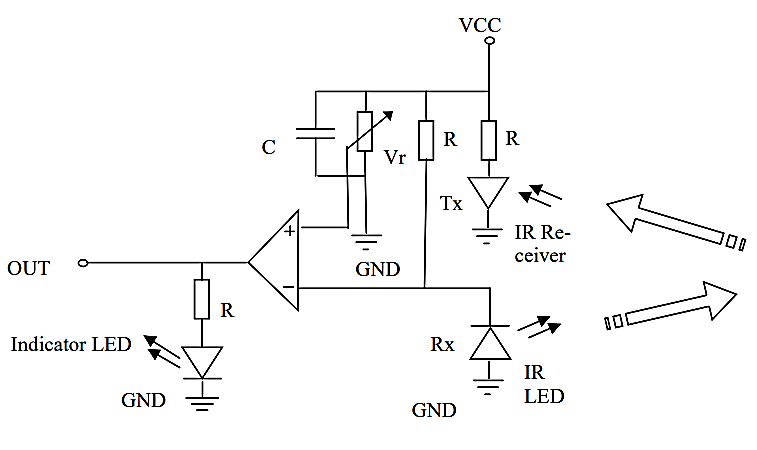 VCC
C
Vr
R
R
Tx
IR Re-
ceiver
+
GND
OUT
−
R
Indicator LED
Rx
IR
LED
GND
GND